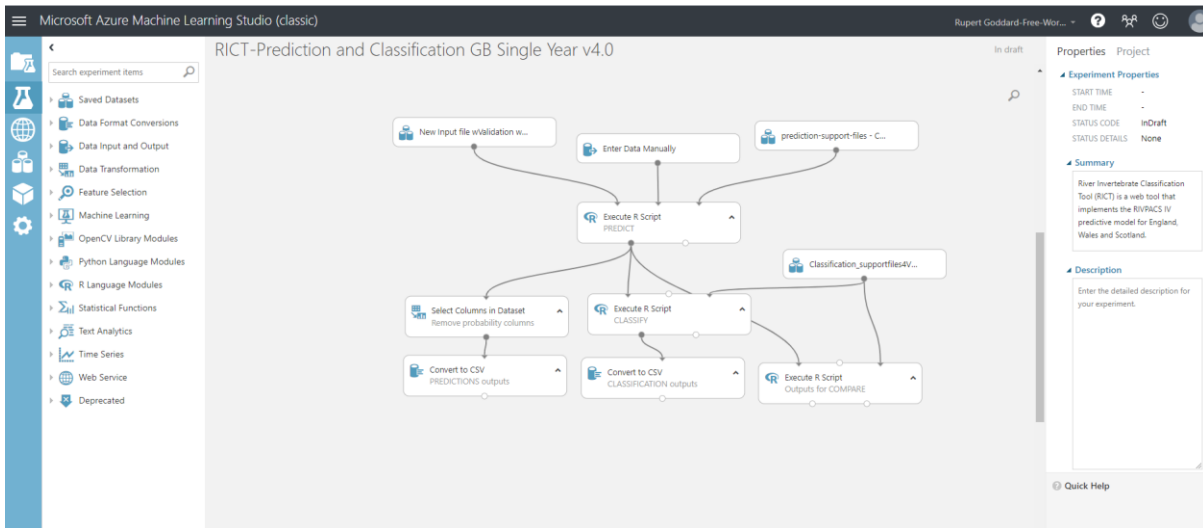 Microsoft Azure Machine Learning Studio (classic)
Rupert Goddard-Free-Wor...
?
Search experiment items
Saved Datasets
Data Format Conversions
Data Input and Output
Data Transformation
Feature Selection
Machine Learning
OpenCV Library Modules
Python Language Modules
R Language Modules
Statistical Functions
Text Analytics
Time Series
Web Service
Deprecated
RICT-Prediction and Classification GB Single Year v4.0
In draft
New Input file wValidation w...
Enter Data Manually
prediction-support-files - C...
Execute R Script
PREDICT
Classification_supportfiles4V...
Select Columns in Dataset
Remove probability columns
Execute R Script
CLASSIFY
Convert to CSV
PREDICTIONS outputs
Convert to CSV
CLASSIFICATION outputs
Execute R Script
Outputs for COMPARE
Properties Project
Experiment Properties
START TIME -
END TIME -
STATUS CODE InDraft
STATUS DETAILS None
Summary
River Invertebrate Classification
Tool (RICT) is a web tool that
implements the RIVPACS IV
predictive model for England,
Wales and Scotland.
Description
Enter the detailed description for
your experiment.
Quick Help